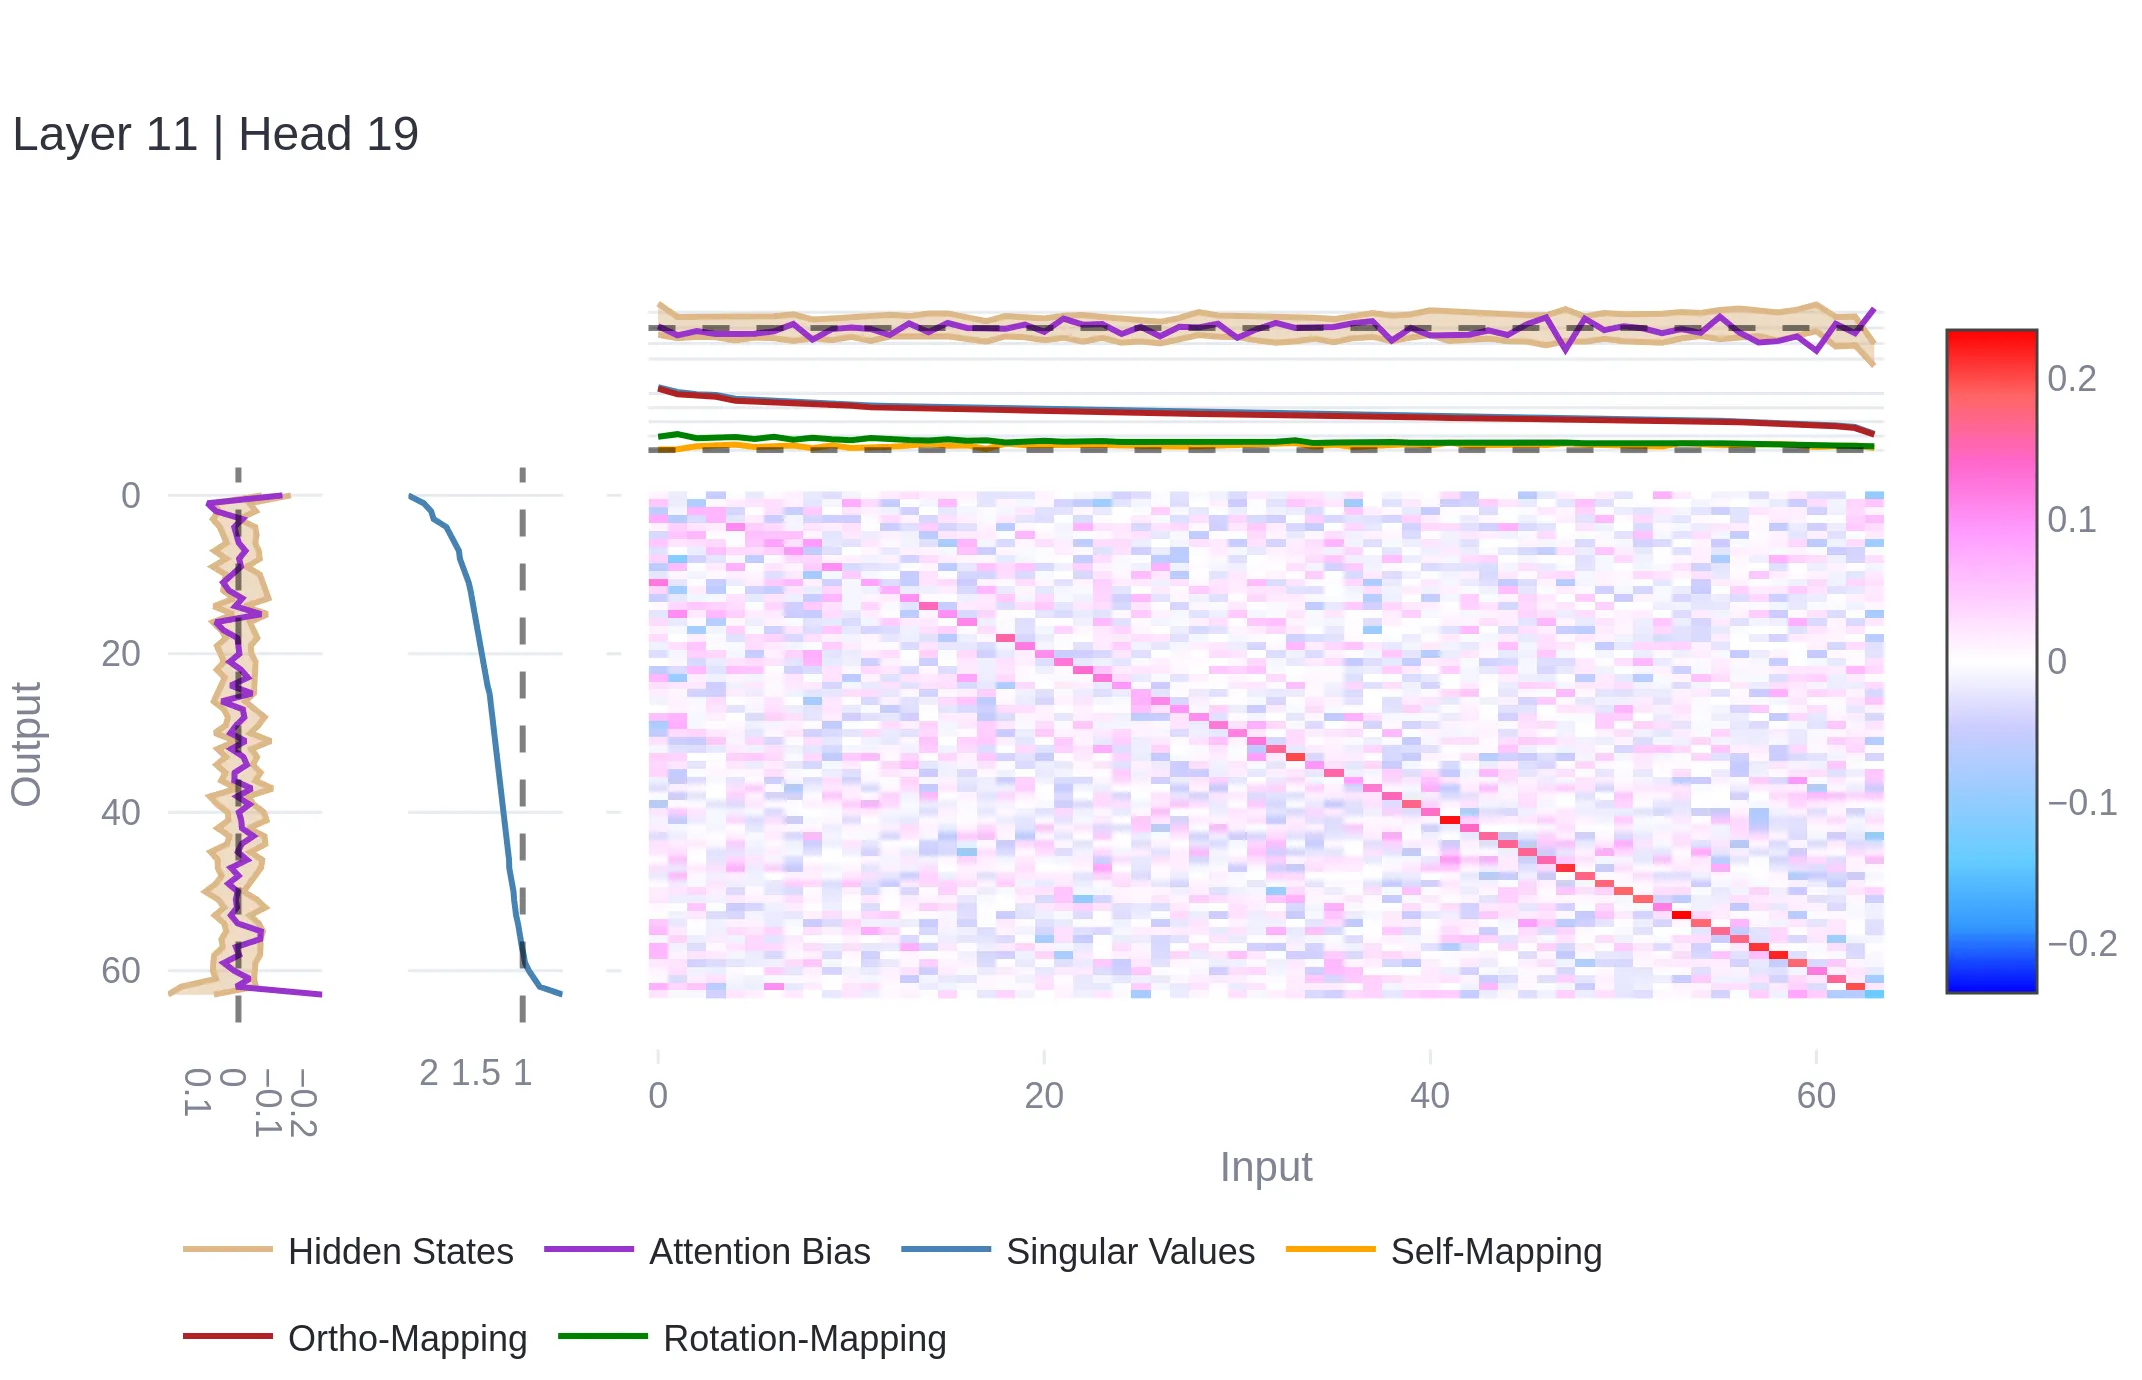 Layer 11 | Head 19
0
20
40
60
Output
0.1
0
−0.1
−0.2
2 1.5 1
0
20
40
60
Input
0.2
0.1
0
−0.1
−0.2
Hidden States
Attention Bias
Singular Values
Self-Mapping
Ortho-Mapping
Rotation-Mapping